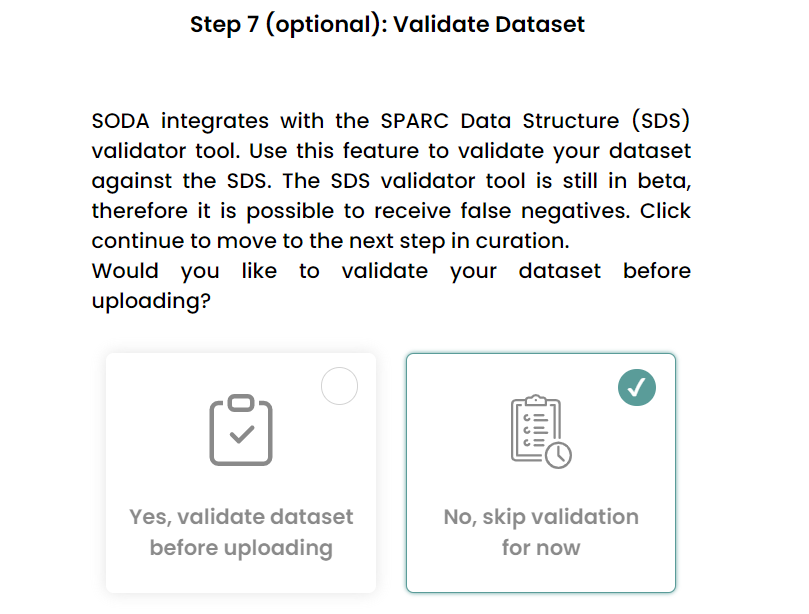 Step 7 (optional): Validate Dataset
SODA integrates with the SPARC Data Structure (SDS)
validator tool. Use this feature to validate your dataset
against the SDS. The SDS validator tool is still in beta,
therefore it is possible to receive false negatives. Click
continue to move to the next step in curation.
Would you like to validate your dataset before
uploading?
Yes, validate dataset
before uploading
No, skip validation
for now